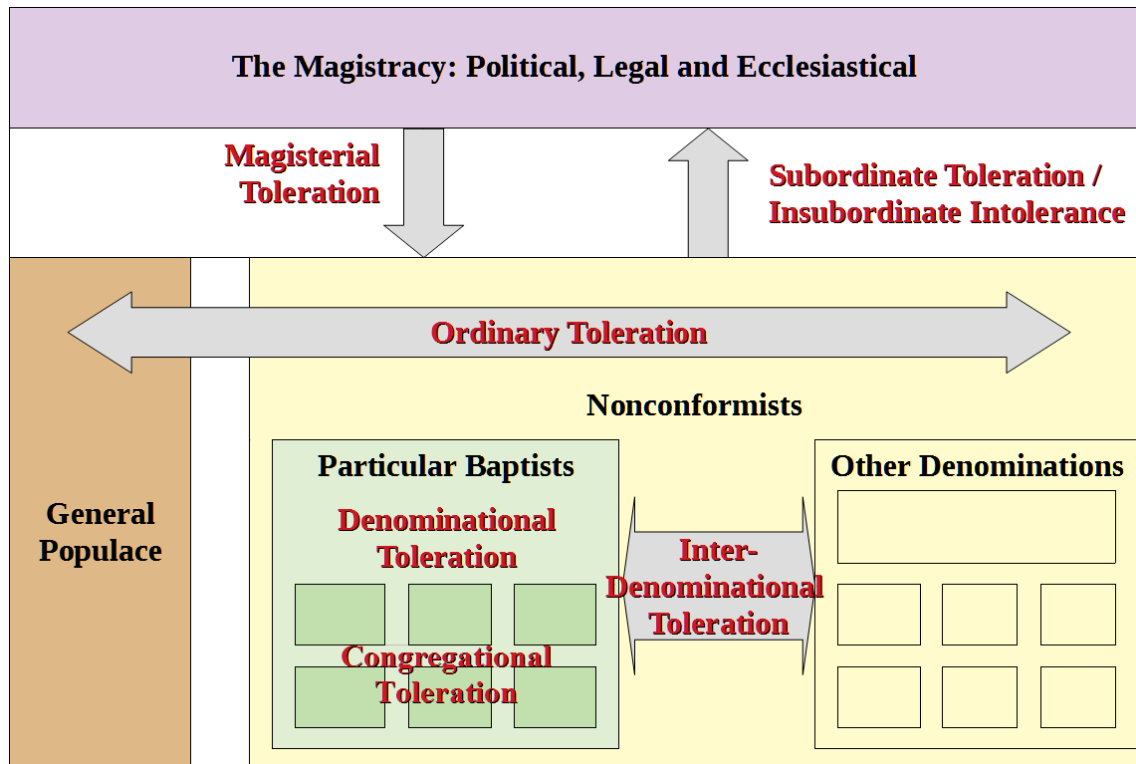 The Magistracy: Political, Legal and Ecclesiastical
Magisterial
Toleration
Subordinate Toleration /
Insubordinate Intolerance
Ordinary Toleration
Nonconformists
General
Populace
Particular Baptists
Denominational
Toleration
Congregational
Toleration
Inter-
Denominational
Toleration
Other Denominations